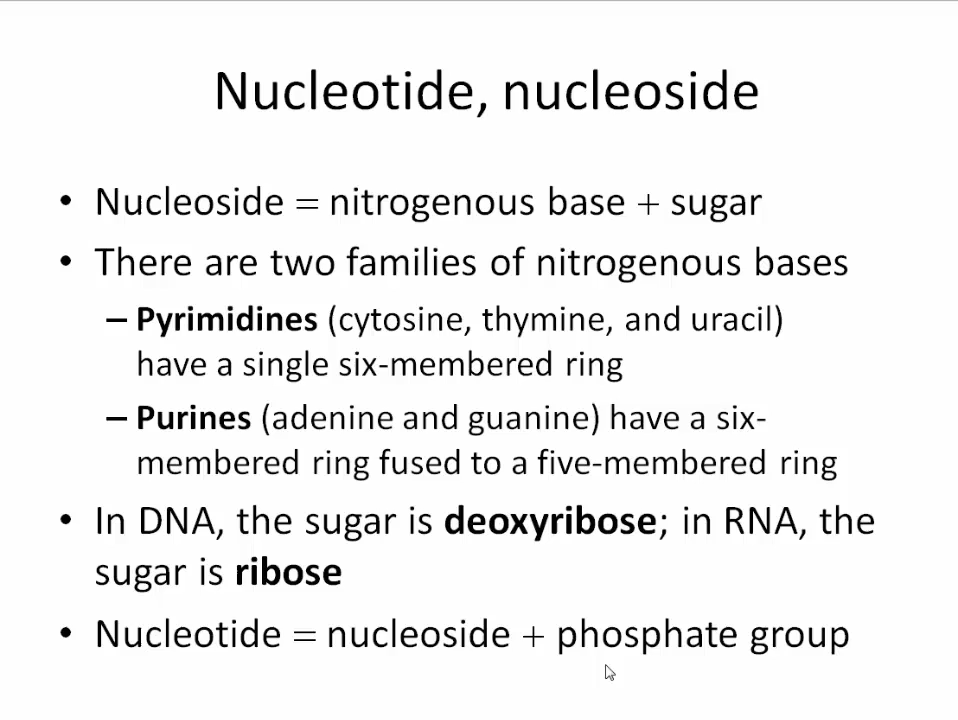 Nucleotide, nucleoside
• Nucleoside = nitrogenous base + sugar
• There are two families of nitrogenous bases
– Pyrimidines (cytosine, thymine, and uracil)
have a single six-membered ring
– Purines (adenine and guanine) have a six-
membered ring fused to a five-membered ring
• In DNA, the sugar is deoxyribose; in RNA, the
sugar is ribose
• Nucleotide = nucleoside + phosphate group